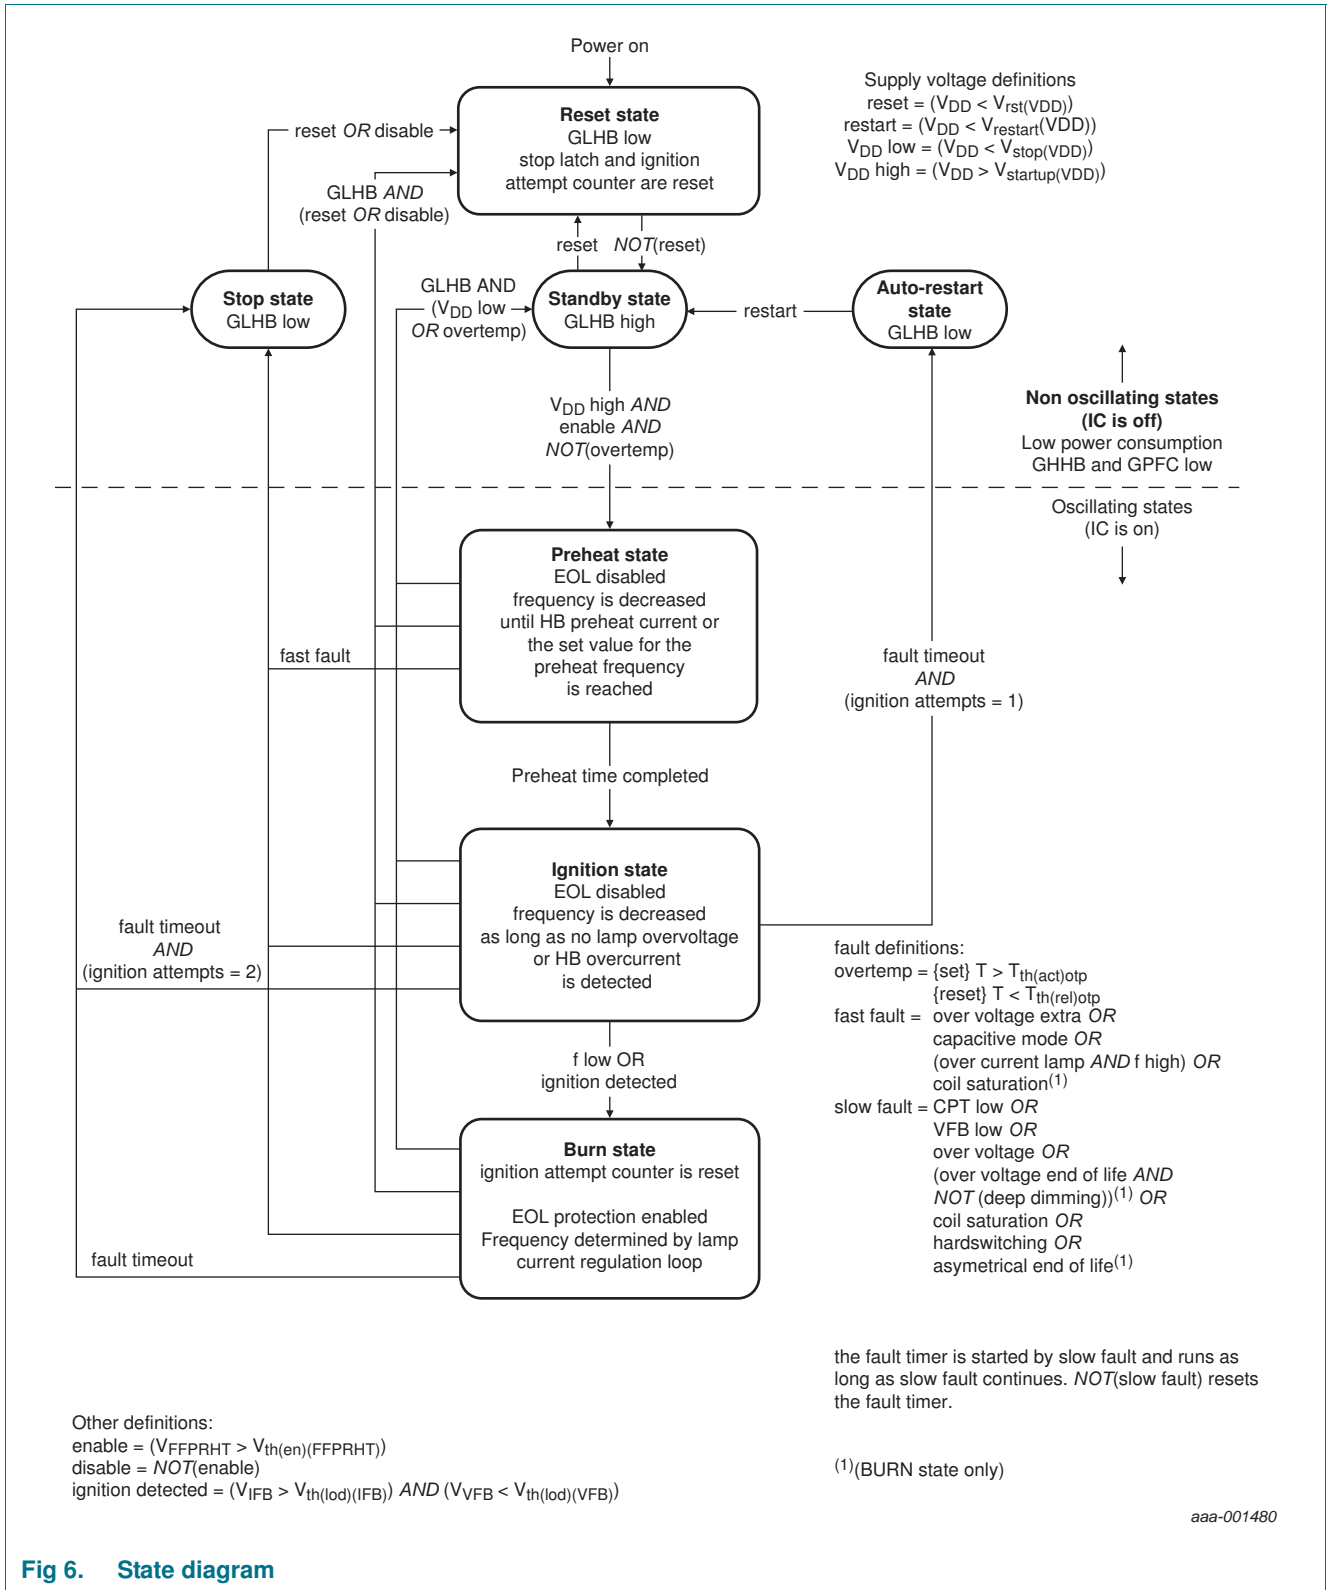 Power on
Supply voltage definitions
reset = (VDD < Vrst(VDD))
restart = (VDD < Vrestart(VDD))
VDD low = (VDD < Vstop(VDD))
VDD high = (VDD > Vstartup(VDD))
Reset state
GLHB low
stop latch and ignition
attempt counter are reset
reset OR disable
GLHB AND
(reset OR disable)
reset
NOT(reset)
Stop state
GLHB low
GLHB AND
(VDD low
OR overtemp)
Standby state
GLHB high
restart
Auto-restart
state
GLHB low
VDD high AND
enable AND
NOT(overtemp)
Non oscillating states
(IC is off)
Low power consumption
GHHB and GPFC low
Oscillating states
(IC is on)
Preheat state
EOL disabled
frequency is decreased
until HB preheat current or
the set value for the
preheat frequency
is reached
fast fault
fault timeout
AND
(ignition attempts = 1)
Preheat time completed
Ignition state
EOL disabled
frequency is decreased
as long as no lamp overvoltage
or HB overcurrent
is detected
fault timeout
AND
(ignition attempts = 2)
f low OR
ignition detected
Burn state
ignition attempt counter is reset
EOL protection enabled
Frequency determined by lamp
current regulation loop
fault timeout
fault definitions:
overtemp = {set} T > Tth(act)otp
{reset} T < Tth(rel)otp
fast fault = over voltage extra OR
capacitive mode OR
(over current lamp AND f high) OR
coil saturation(1)
slow fault = CPT low OR
VFB low OR
over voltage OR
(over voltage end of life AND
NOT (deep dimming))(1) OR
coil saturation OR
hardswitching OR
asymetrical end of life(1)
the fault timer is started by slow fault and runs as
long as slow fault continues. NOT(slow fault) resets
the fault timer.
Other definitions:
enable = (VFFPRHT > Vth(en)(FFPRHT))
disable = NOT(enable)
ignition detected = (VIFB > Vth(lod)(IFB)) AND (VVFB < Vth(lod)(VFB))
(1)(BURN state only)
aaa-001480
Fig 6. State diagram